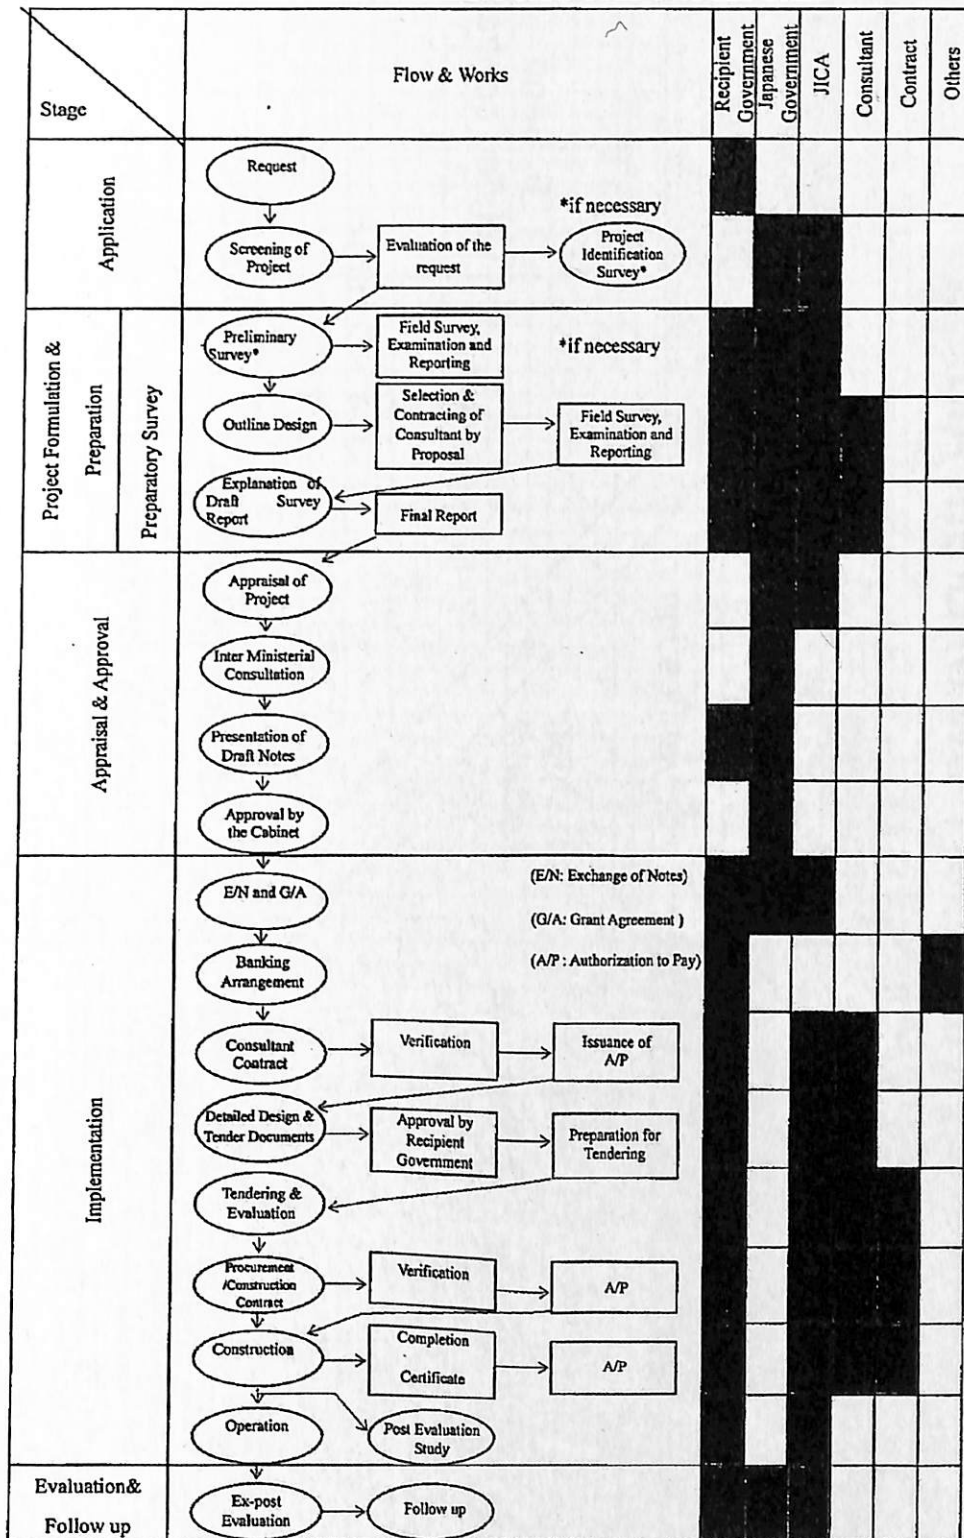 Stage
Flow & Works
Recipient
Government
Japanese
Government
JICA
Consultant
Contract
Others
Application
Request
*if necessary
Screening of
Project
Evaluation of the
request
Project
Identification
Survey*
Project Formulation &
Preparation
Preparatory Survey
Preliminary
Survey*
Field Survey,
Examination and
Reporting
*if necessary
Outline Design
Selection &
Contracting of
Consultant by
Proposal
Field Survey,
Examination and
Reporting
Explanation of
Draft Survey
Report
Final Report
Appraisal & Approval
Appraisal of
Project
Inter Ministerial
Consultation
Presentation of
Draft Notes
Approval by
the Cabinet
Implementation
E/N and G/A
(E/N: Exchange of Notes)
(G/A: Grant Agreement )
Banking
Arrangement
(A/P : Authorization to Pay)
Consultant
Contract
Verification
Issuance of
A/P
Detailed Design &
Tender Documents
Approval by
Recipient
Government
Preparation for
Tendering
Tendering &
Evaluation
Procurement
/Construction
Contract
Verification
A/P
Construction
Completion
Certificate
A/P
Operation
Post Evaluation
Study
Evaluation&
Follow up
Ex-post
Evaluation
Follow up